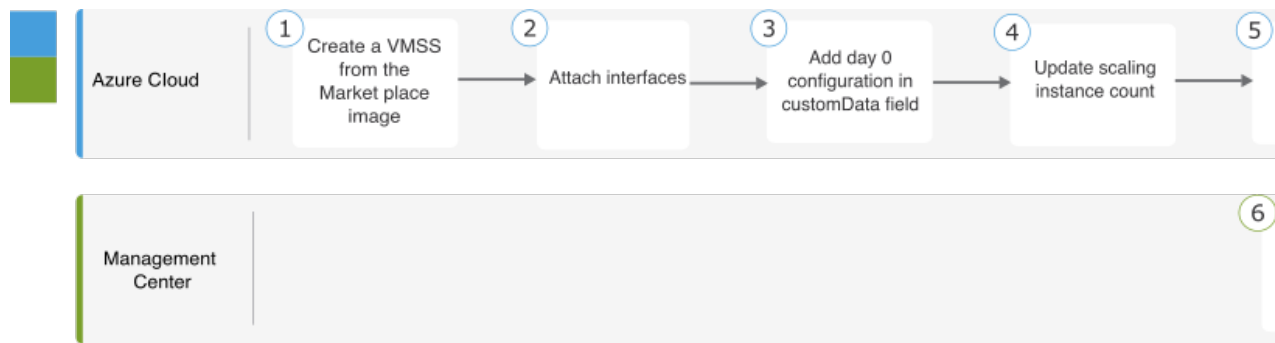 Azure Cloud
1
Create a VMSS
from the
Market place
image
2
Attach interfaces
3
Add day 0
configuration in
customData field
4
Update scaling
instance count
5
Management
Center
6